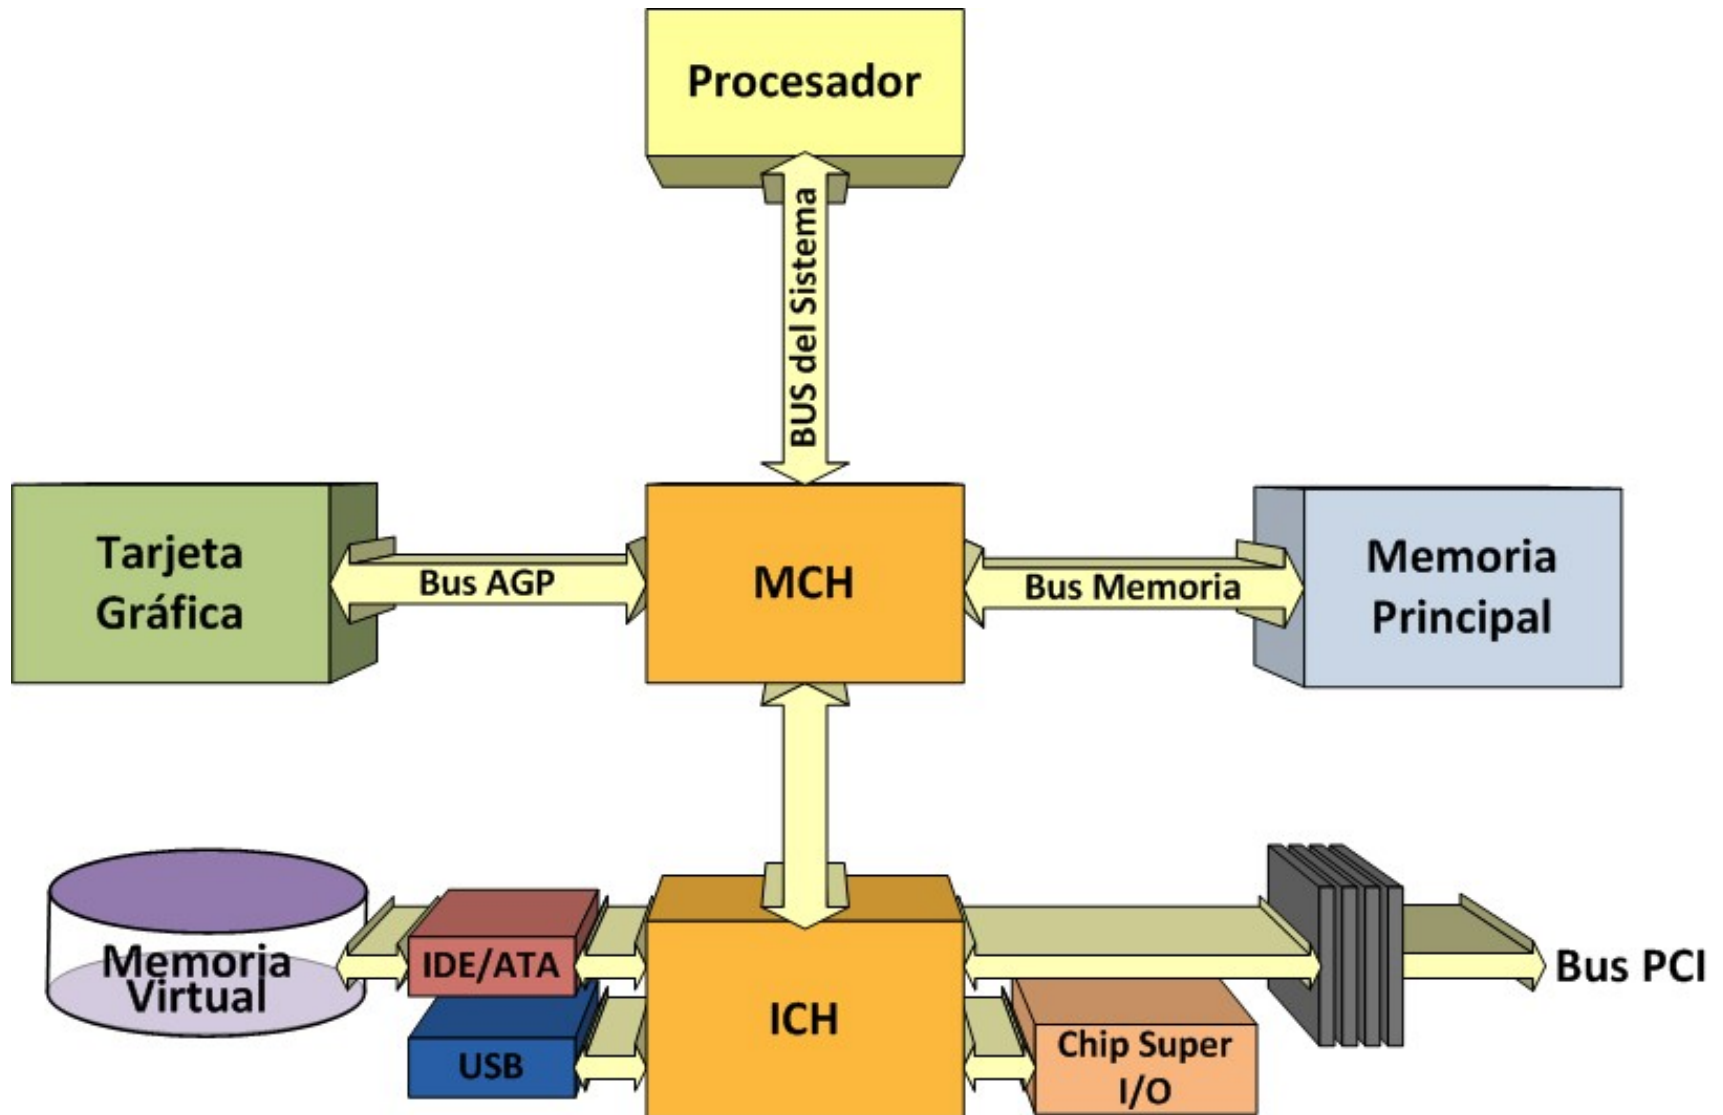 Procesador
BUS del Sistema
Tarjeta
Gráfica
Bus AGP
MCH
Bus Memoria
Memoria
Principal
Memoria
Virtual
IDE/ATA
USB
ICH
Chip Super
I/O
Bus PCI